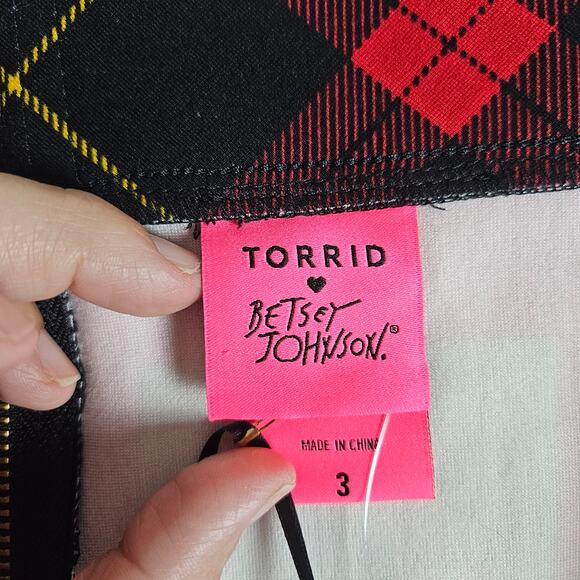 TORRID
BETSEY
JOHNSON.®
MADE IN CHINA
3